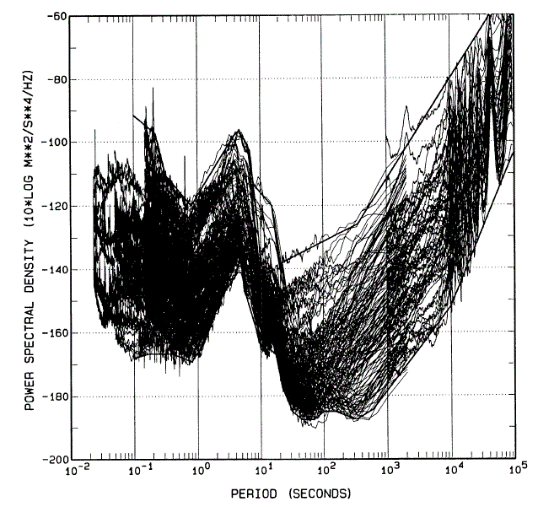 -60
-80
-100
-120
-140
-160
-180
-200
POWER SPECTRAL DENSITY (10*LOG M**2/S**4/HZ)
10-2 10-1 100 101 102 103 104 105
PERIOD (SECONDS)